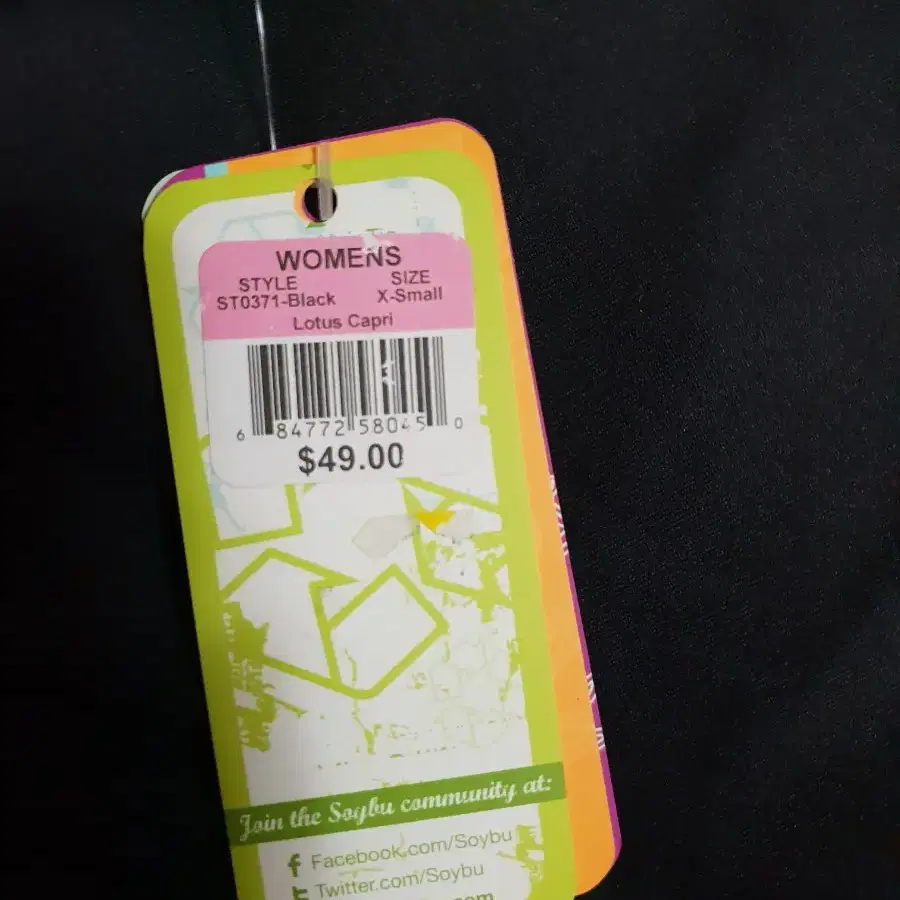 WOMENS
STYLE SIZE
ST0371-Black X-Small
Lotus Capri
6 84772 58045 0
$49.00
Join the Soybu community at:
Facebook.com/Soybu
Twitter.com/Soybu